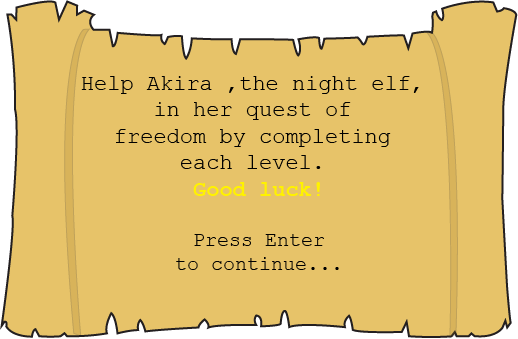 Help Akira ,the night elf,
in her quest of
freedom by completing
each level.
Good luck!
Press Enter
to continue...